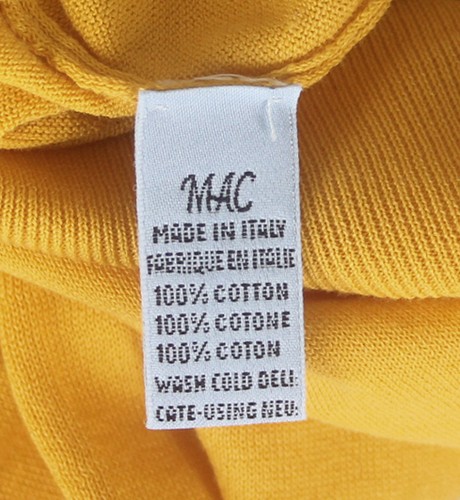 MAC
MADE IN ITALY
FABRIQUE EN ITALIE
100% COTTON
100% COTONE
100% COTON
WASH COLD DELI:
CATE-USING NEU: